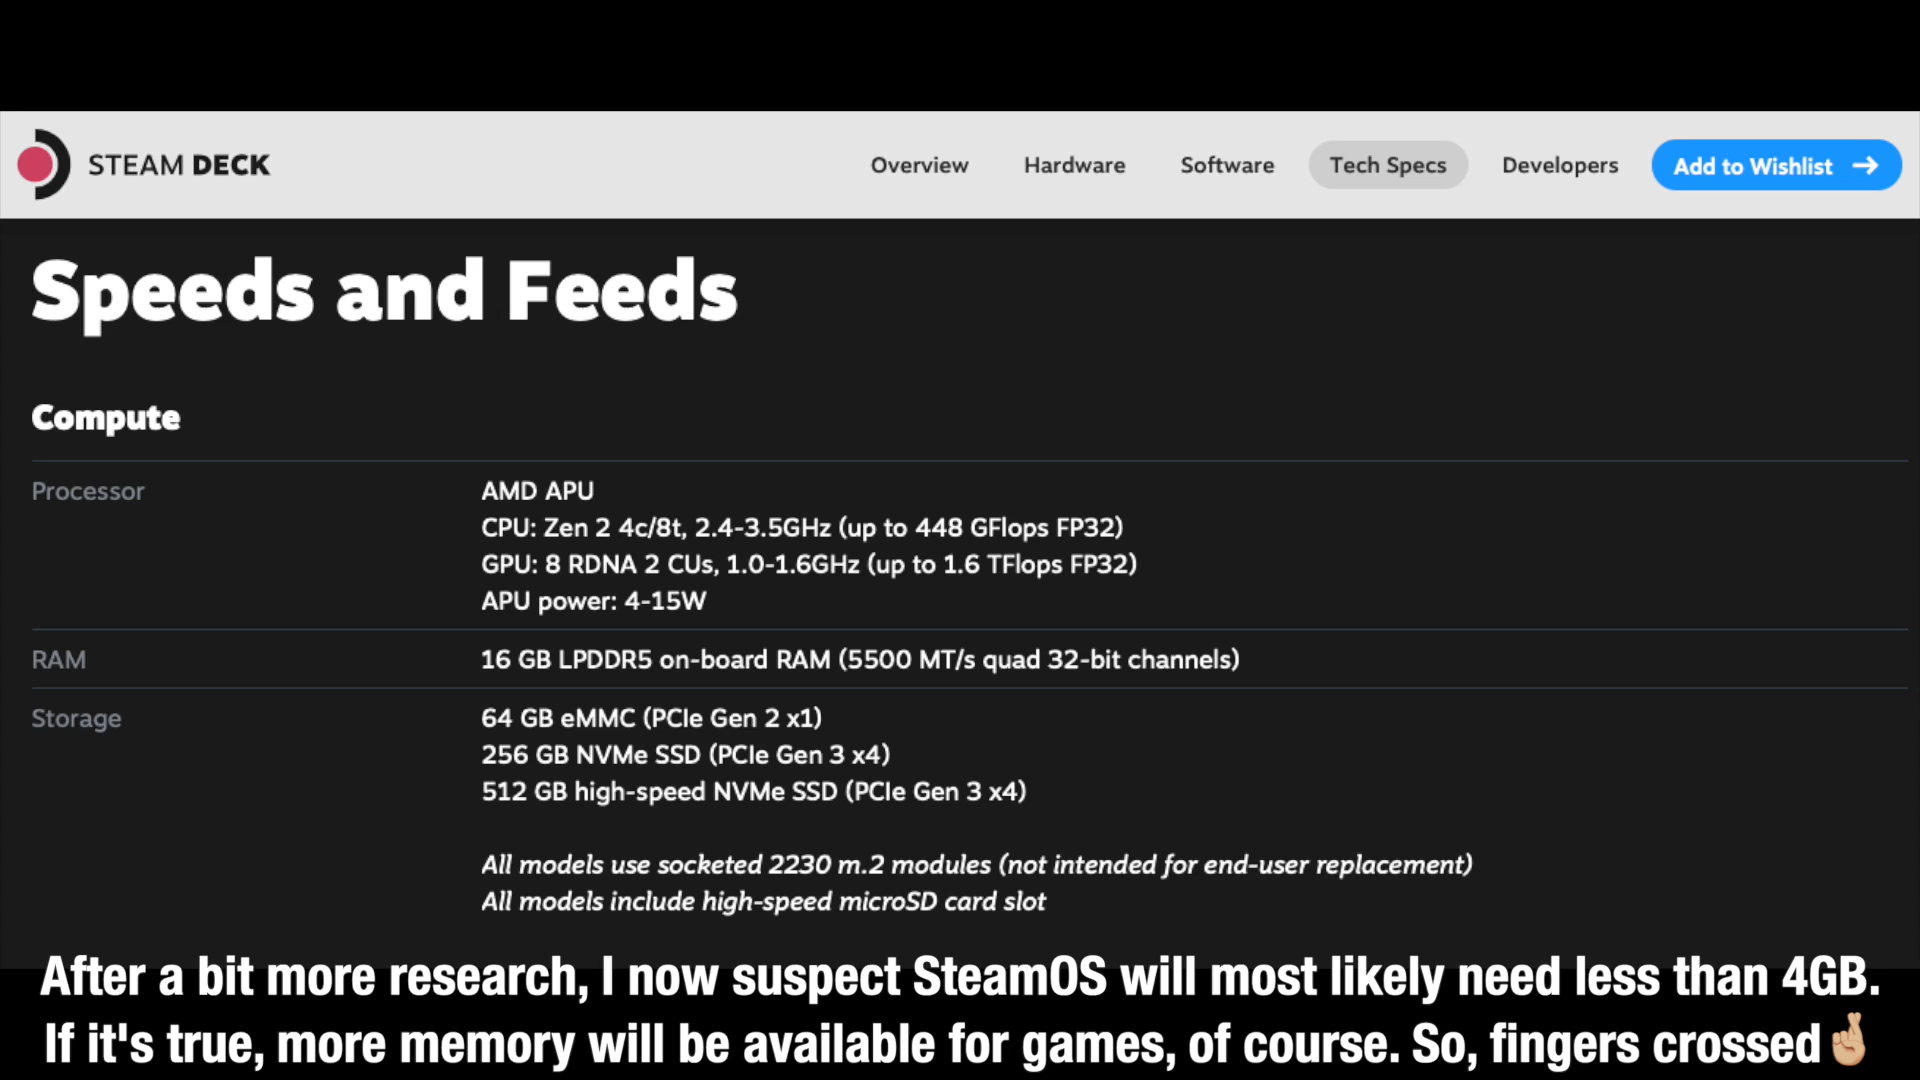 STEAM DECK
Overview
Hardware
Software
Tech Specs
Developers
Add to Wishlist →
Speeds and Feeds
Compute
Processor
AMD APU
CPU: Zen 2 4c/8t, 2.4-3.5GHz (up to 448 GFlops FP32)
GPU: 8 RDNA 2 CUs, 1.0-1.6GHz (up to 1.6 TFlops FP32)
APU power: 4-15W
RAM
16 GB LPDDR5 on-board RAM (5500 MT/s quad 32-bit channels)
Storage
64 GB eMMC (PCIe Gen 2 x1)
256 GB NVMe SSD (PCIe Gen 3 x4)
512 GB high-speed NVMe SSD (PCIe Gen 3 x4)
All models use socketed 2230 m.2 modules (not intended for end-user replacement)
All models include high-speed microSD card slot
After a bit more research, I now suspect SteamOS will most likely need less than 4GB.
If it's true, more memory will be available for games, of course. So, fingers crossed🤞🏼